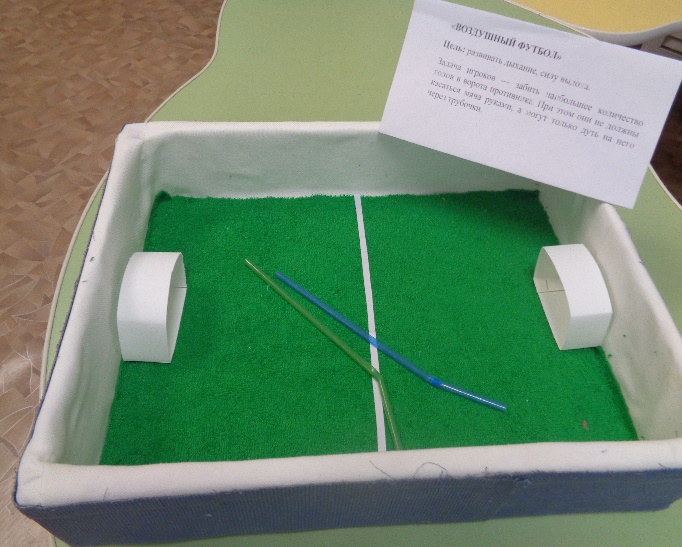 «ВОЗДУШНЫЙ ФУТБОЛ»
Цель: развивать дыхание, силу выдоха.
Задача игроков — забить наибольшее количество
голов в ворота противника. При этом они не должны
касаться мяча руками, а могут только дуть на него
через трубочки.